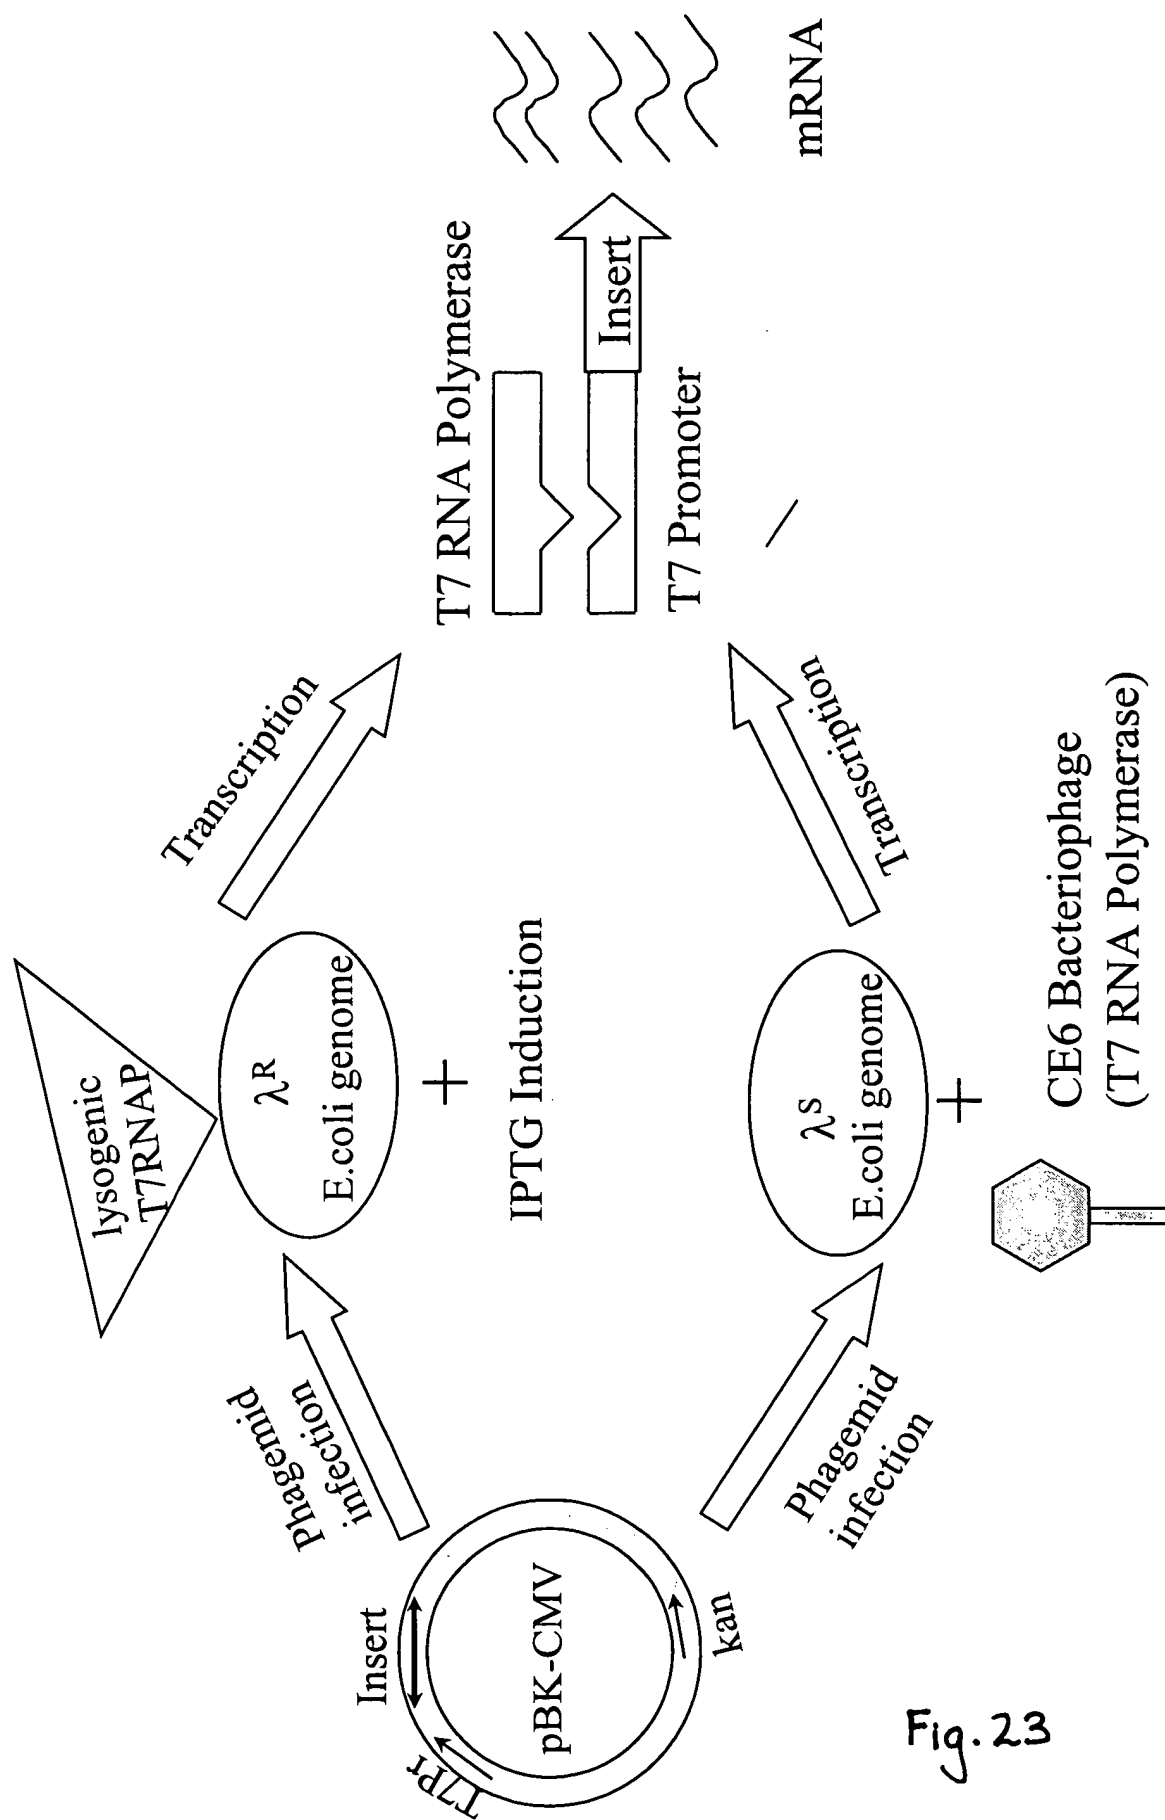 Insert
T7Pr
pBK-CMV
kan
Phagemid
infection
Phagemid
infection
lysogenic
T7RNAP
λR
E.coli genome
+
IPTG Induction
λS
E.coli genome
+
CE6 Bacteriophage
(T7 RNA Polymerase)
Transcription
Transcription
T7 RNA Polymerase
Insert
T7 Promoter
mRNA
Fig. 23